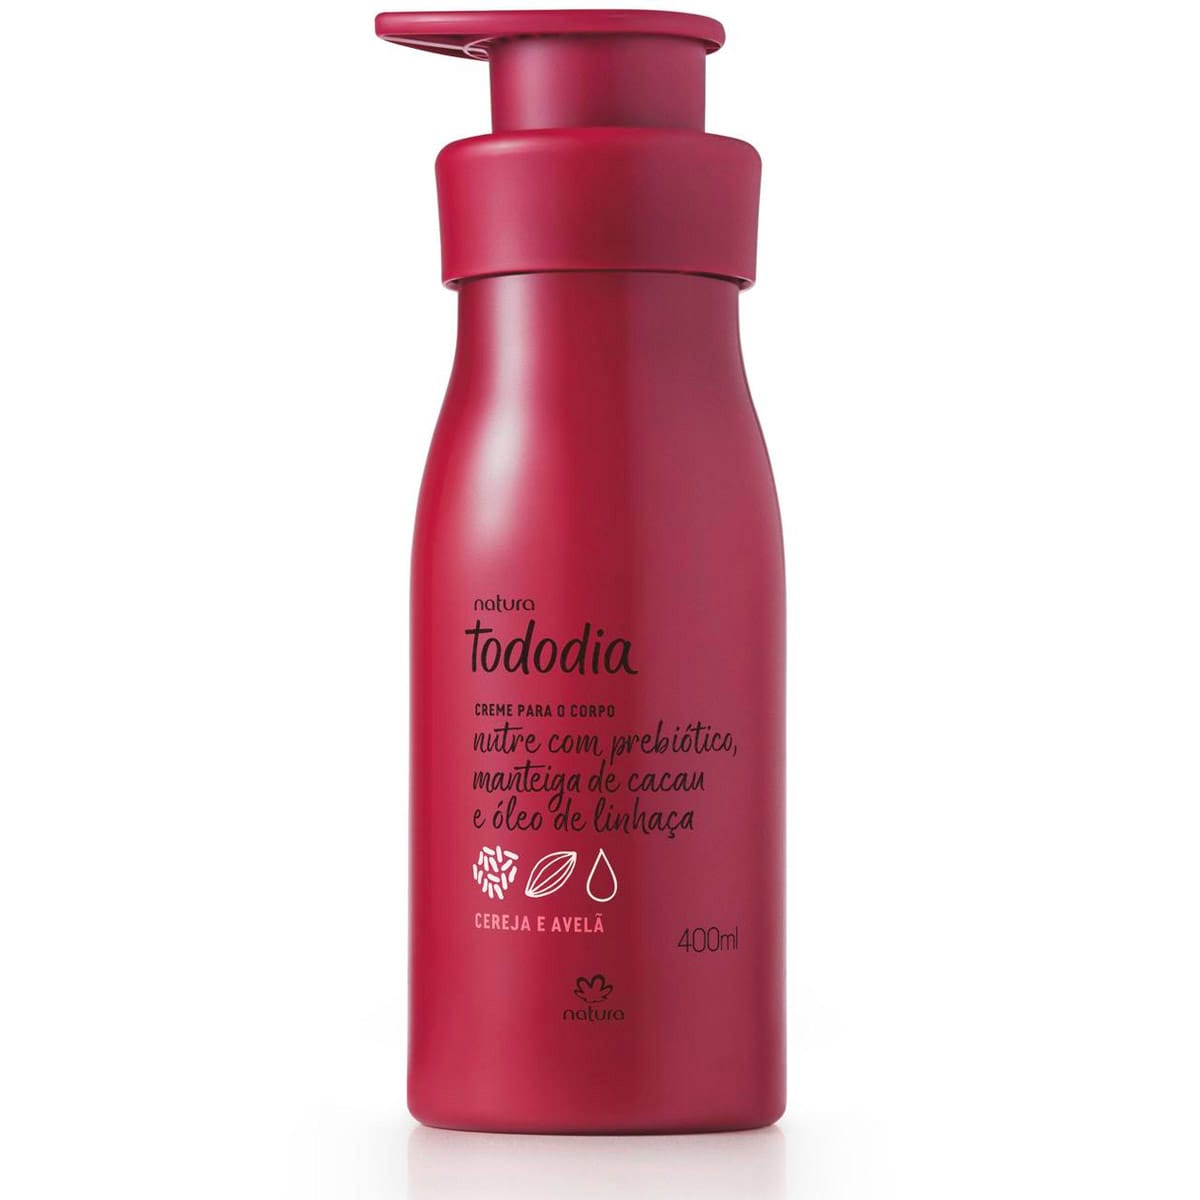 natura
tododia
CREME PARA O CORPO
nutre com prebiótico,
manteiga de cacau
e óleo de linhaça
CEREJA E AVELÃ
400ml
natura